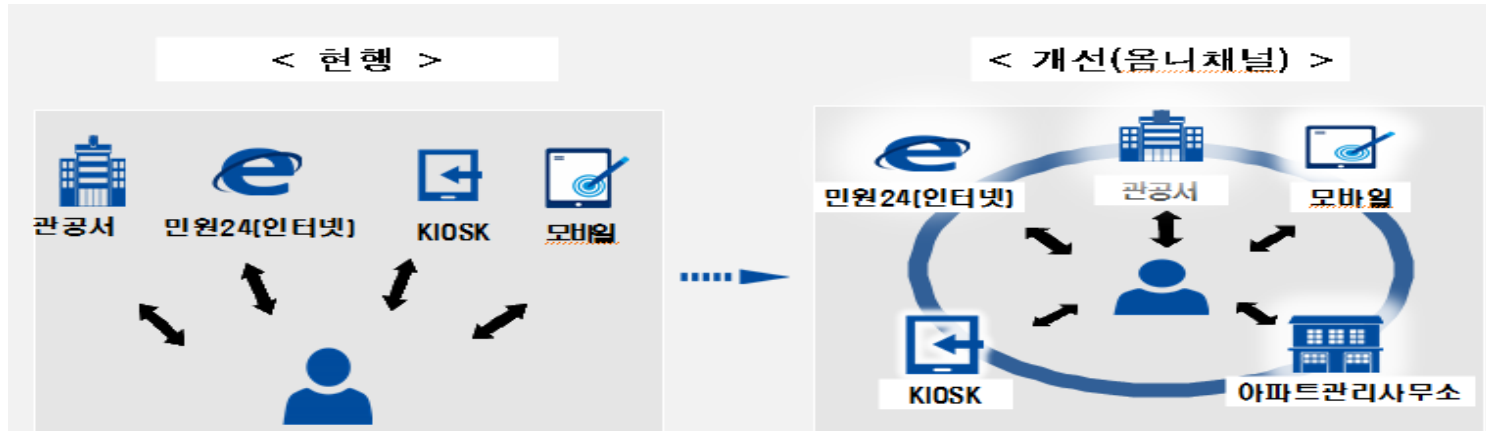 < 현행 >
관공서
민원24(인터넷)
KIOSK
모바일
< 개선(옴니채널) >
민원24(인터넷)
관공서
모바일
KIOSK
아파트관리사무소